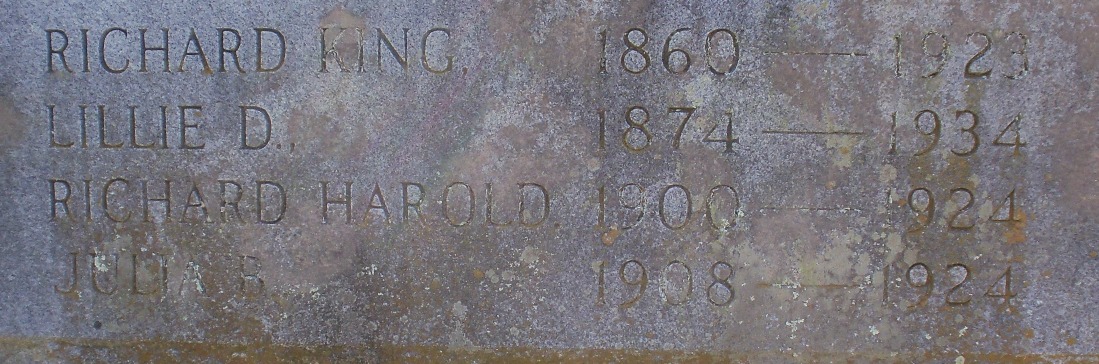 RICHARD KING, 1860 — 1923
LILLIE D., 1874 — 1934
RICHARD HAROLD, 1900 — 1924
JULIA B. 1908 — 1924